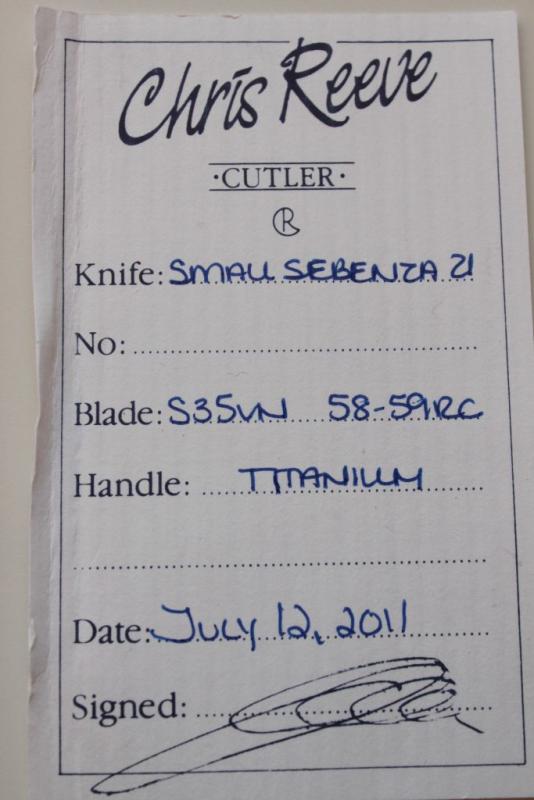 Chris Reeve
·CUTLER·
R
Knife: SMALL SEBENZA 21
No:
Blade: S35VN 58-59RC
Handle: TITANIUM
Date: JULY 12, 2011
Signed: